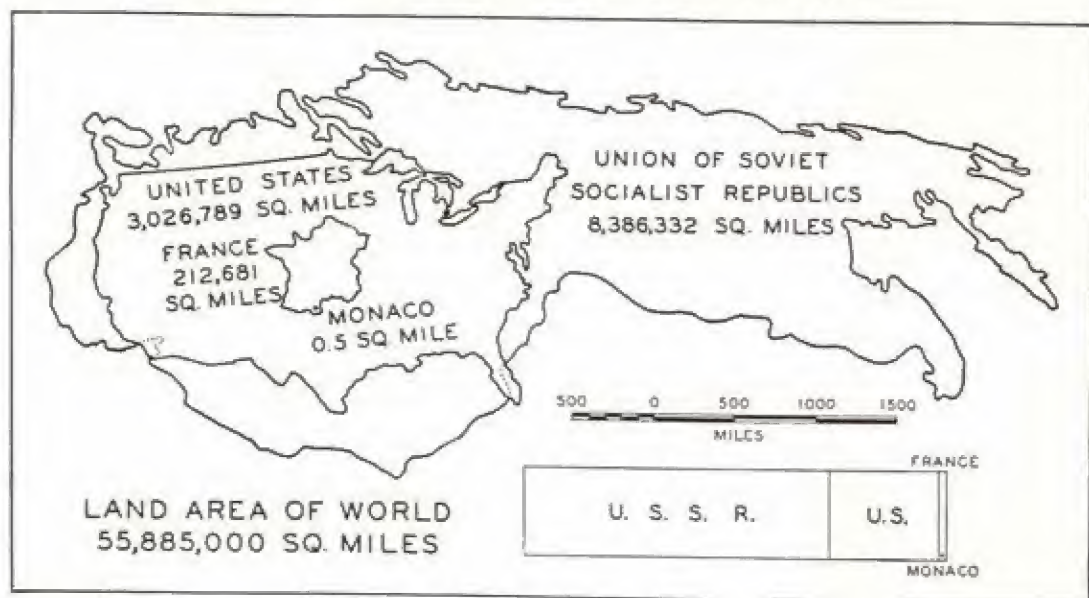 UNITED STATES
3,026,789 SQ. MILES
FRANCE
212,681
SQ. MILES
MONACO
0.5 SQ MILE
UNION OF SOVIET
SOCIALIST REPUBLICS
8,386,332 SQ. MILES
500 0 500 1000 1500
MILES
LAND AREA OF WORLD
55,885,000 SQ. MILES
FRANCE
U. S. S. R.
U.S.
MONACO